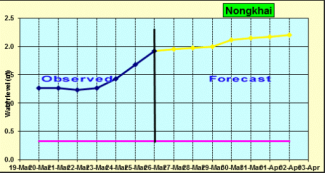 Nongkhai
2.5
2.0
Observed
Forecast
1.5
1.0
0.5
0.0
Water level (m)
19-Mar 20-Mar 21-Mar 22-Mar 23-Mar 24-Mar 25-Mar 26-Mar 27-Mar 28-Mar 29-Mar 30-Mar 31-Mar 01-Apr 02-Apr 03-Apr